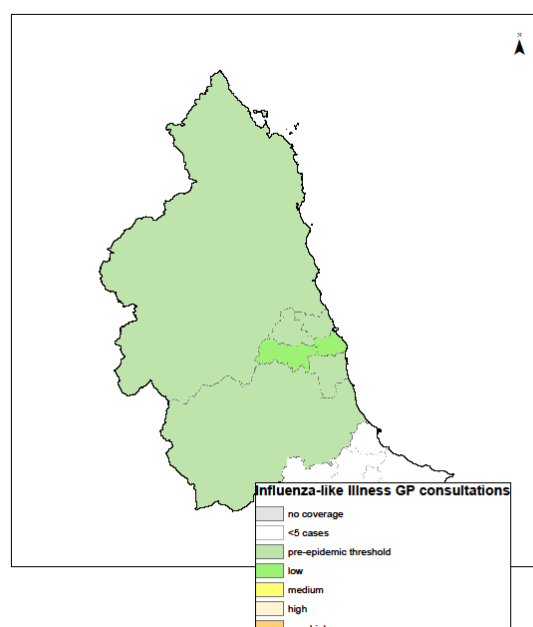 N
Influenza-like Illness GP consultations
no coverage
<5 cases
pre-epidemic threshold
low
medium
high